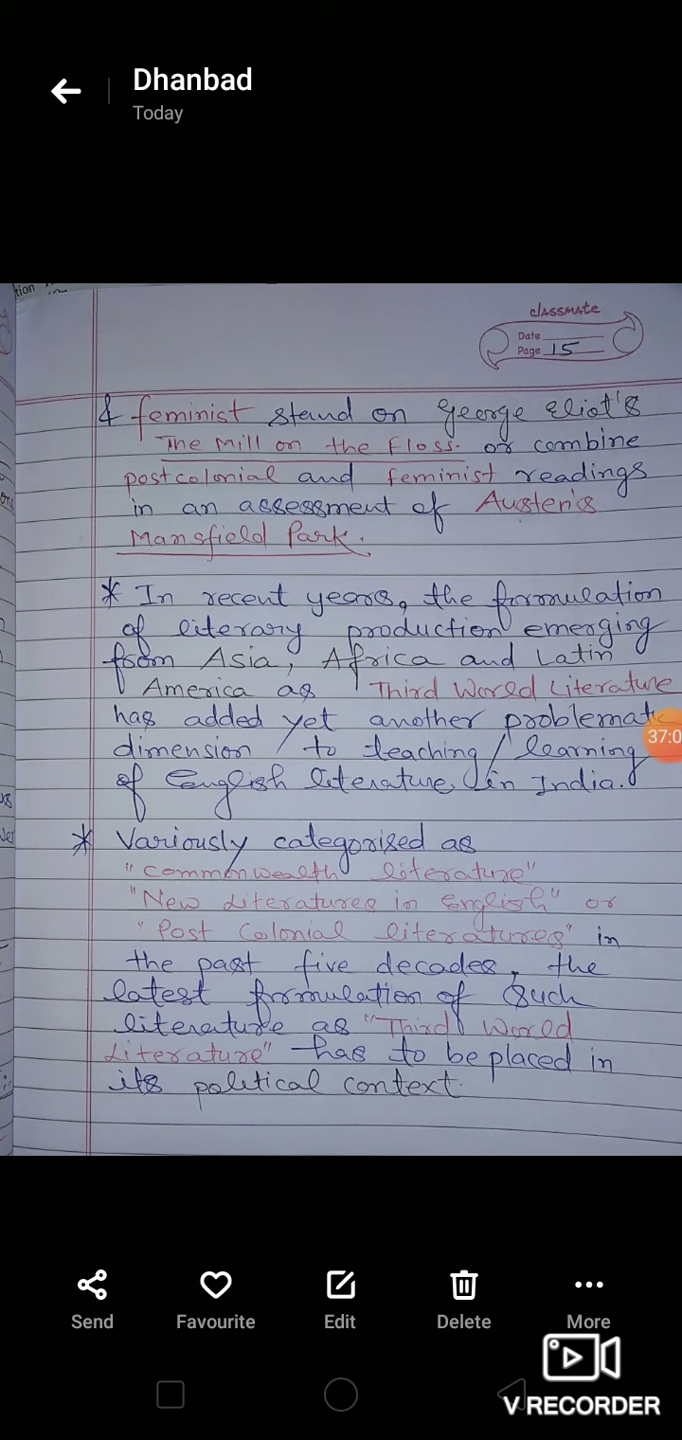 Dhanbad
Today
tion
classmate
Date
Page 15
& feminist stand on George Eliot's
The Mill on the Floss. or combine
postcolonial and feminist readings
in an assessment of Austen's
Mansfield Park.
* In recent years, the formulation
of literary production emerging
from Asia, Africa and Latin
America as Third World Literature
has added yet another problematic
37:0
dimension to teaching/learning
of English literature in India.
* Variously categorised as
"Commonwealth literature"
"New Literatures in English" or
"Post Colonial literatures" in
the past five decades, the
latest formulation of such
literature as "Third World
Literature" has to be placed in
its political context.
Send
Favourite
Edit
Delete
More
V RECORDER